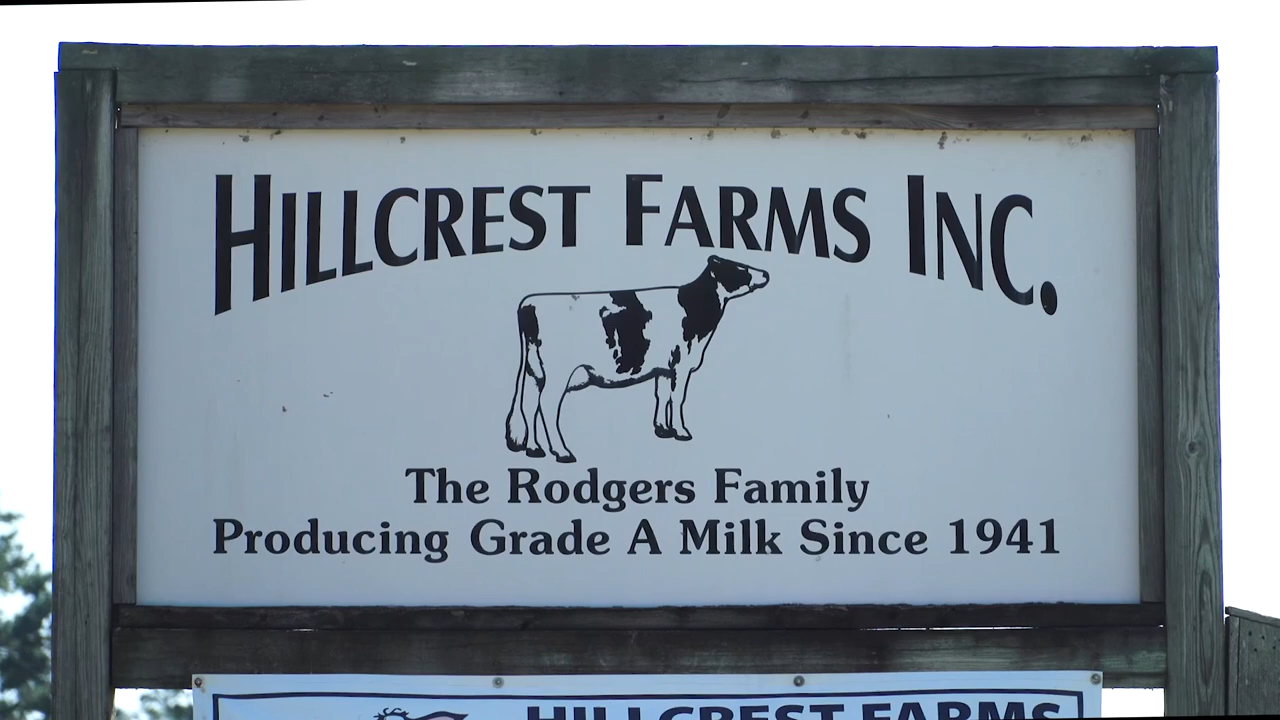 HILLCREST FARMS INC.
The Rodgers Family
Producing Grade A Milk Since 1941
HILLCREST FARMS